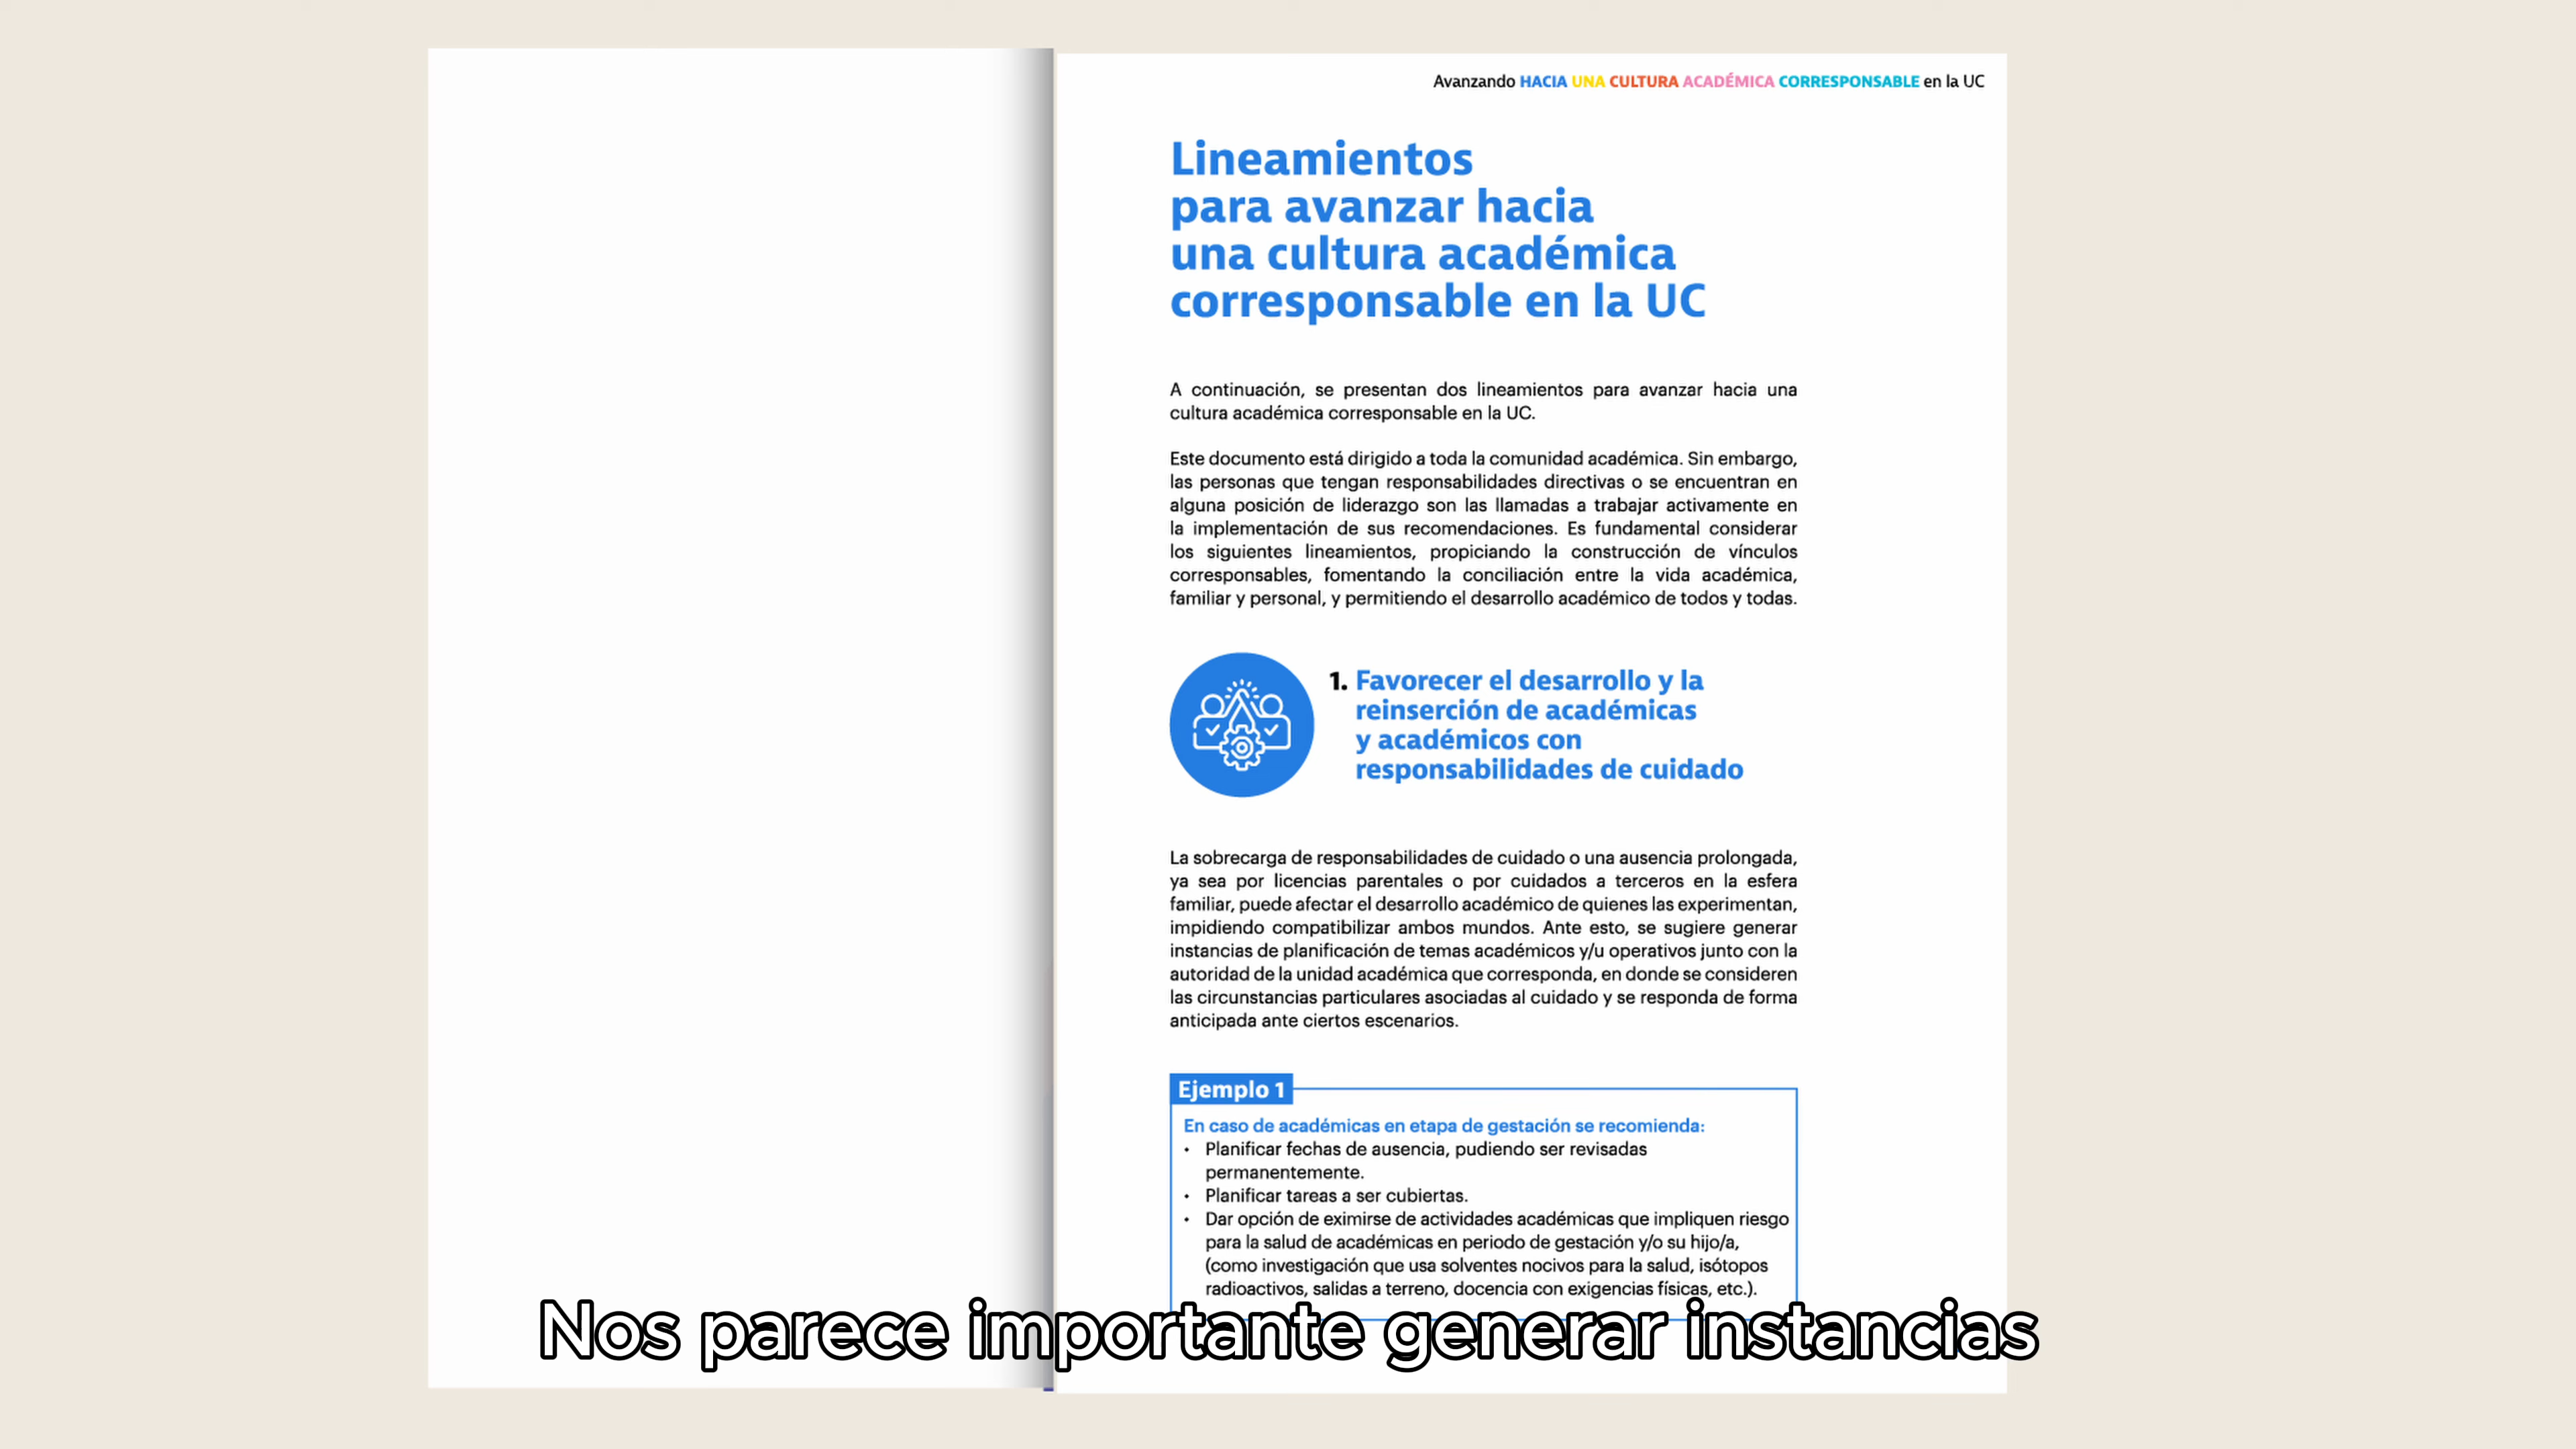 Avanzando HACIA UNA CULTURA ACADÉMICA CORRESPONSABLE en la UC
Lineamientos
para avanzar hacia
una cultura académica
corresponsable en la UC
A continuación, se presentan dos lineamientos para avanzar hacia una
cultura académica corresponsable en la UC.
Este documento está dirigido a toda la comunidad académica. Sin embargo,
las personas que tengan responsabilidades directivas o se encuentran en
alguna posición de liderazgo son las llamadas a trabajar activamente en
la implementación de sus recomendaciones. Es fundamental considerar
los siguientes lineamientos, propiciando la construcción de vínculos
corresponsables, fomentando la conciliación entre la vida académica,
familiar y personal, y permitiendo el desarrollo académico de todos y todas.
1. Favorecer el desarrollo y la
reinserción de académicas
y académicos con
responsabilidades de cuidado
La sobrecarga de responsabilidades de cuidado o una ausencia prolongada,
ya sea por licencias parentales o por cuidados a terceros en la esfera
familiar, puede afectar el desarrollo académico de quienes las experimentan,
impidiendo compatibilizar ambos mundos. Ante esto, se sugiere generar
instancias de planificación de temas académicos y/u operativos junto con la
autoridad de la unidad académica que corresponda, en donde se consideren
las circunstancias particulares asociadas al cuidado y se responda de forma
anticipada ante ciertos escenarios.
Ejemplo 1
En caso de académicas en etapa de gestación se recomienda:
• Planificar fechas de ausencia, pudiendo ser revisadas
permanentemente.
• Planificar tareas a ser cubiertas.
• Dar opción de eximirse de actividades académicas que impliquen riesgo
para la salud de académicas en periodo de gestación y/o su hijo/a,
(como investigación que usa solventes nocivos para la salud, isótopos
radioactivos, salidas a terreno, docencia con exigencias físicas, etc.).
Nos parece importante generar instancias